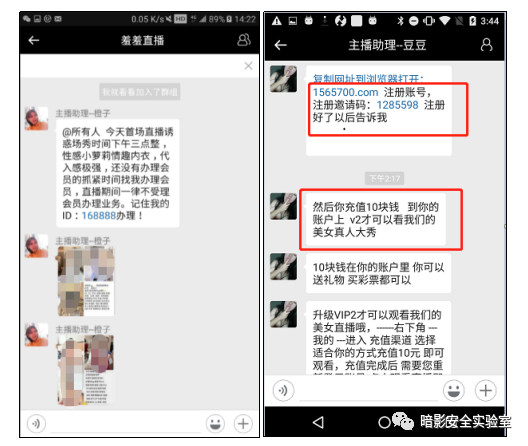 0.05 K/s HD 4G 89% 14:22
羞羞直播
我就看看加入了群组
主播助理--橙子
@所有人 今天首场直播诱
惑场秀时间下午三点整，
性感小萝莉情趣内衣，代
入感极强，还没有办理会
员的抓紧时间找我办理会
员，直播期间一律不受理
会员办理业务。记住我的
ID：168888办理！
主播助理--橙子
主播助理--橙子
3:44
主播助理--豆豆
复制网址到浏览器打开：
1565700.com 注册账号，
注册邀请码：1285598 注册
好了以后告诉我
下午2:17
然后你充值10块钱 到你的
账户上 v2才可以看我们的
美女真人大秀
10块钱在你的账户里 你可以
送礼物 买彩票都可以
升级VIP2才可以观看我们的
美女直播哦，——右下角 —
我的 —进入 充值渠道 选择
适合你的方式充值10元 即可
观看，充值完成后 需要您重
暗影安全实验室